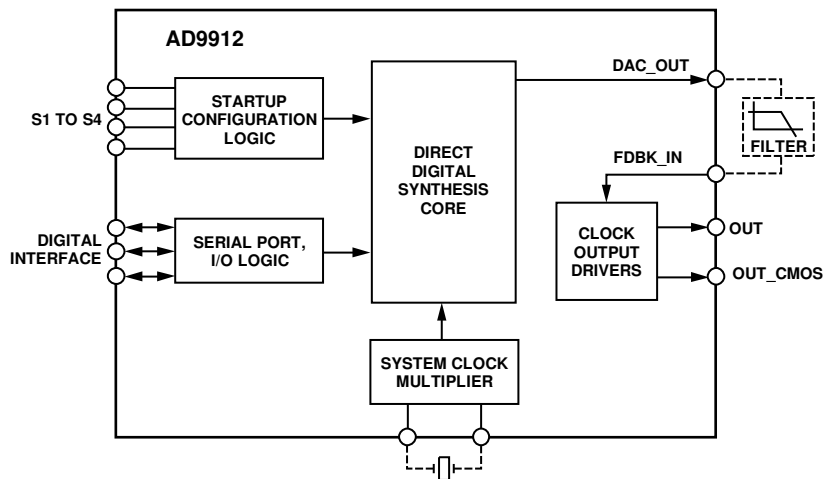 AD9912
S1 TO S4
STARTUP
CONFIGURATION
LOGIC
DIRECT
DIGITAL
SYNTHESIS
CORE
DAC_OUT
FILTER
FDBK_IN
DIGITAL
INTERFACE
SERIAL PORT,
I/O LOGIC
CLOCK
OUTPUT
DRIVERS
OUT
OUT_CMOS
SYSTEM CLOCK
MULTIPLIER